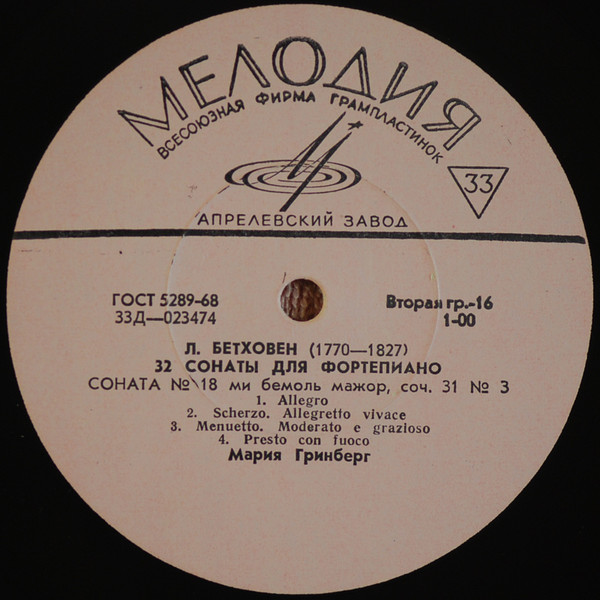 МЕЛОДИЯ
ВСЕСОЮЗНАЯ ФИРМА ГРАМПЛАСТИНОК
33
АПРЕЛЕВСКИЙ ЗАВОД
ГОСТ 5289-68
Вторая гр.-16
33Д—023474
1-00
Л. БЕТХОВЕН (1770—1827)
32 СОНАТЫ ДЛЯ ФОРТЕПИАНО
СОНАТА № 18 ми бемоль мажор, соч. 31 № 3
1. Allegro
2. Scherzo. Allegretto vivace
3. Menuetto. Moderato e grazioso
4. Presto con fuoco
Мария Гринберг